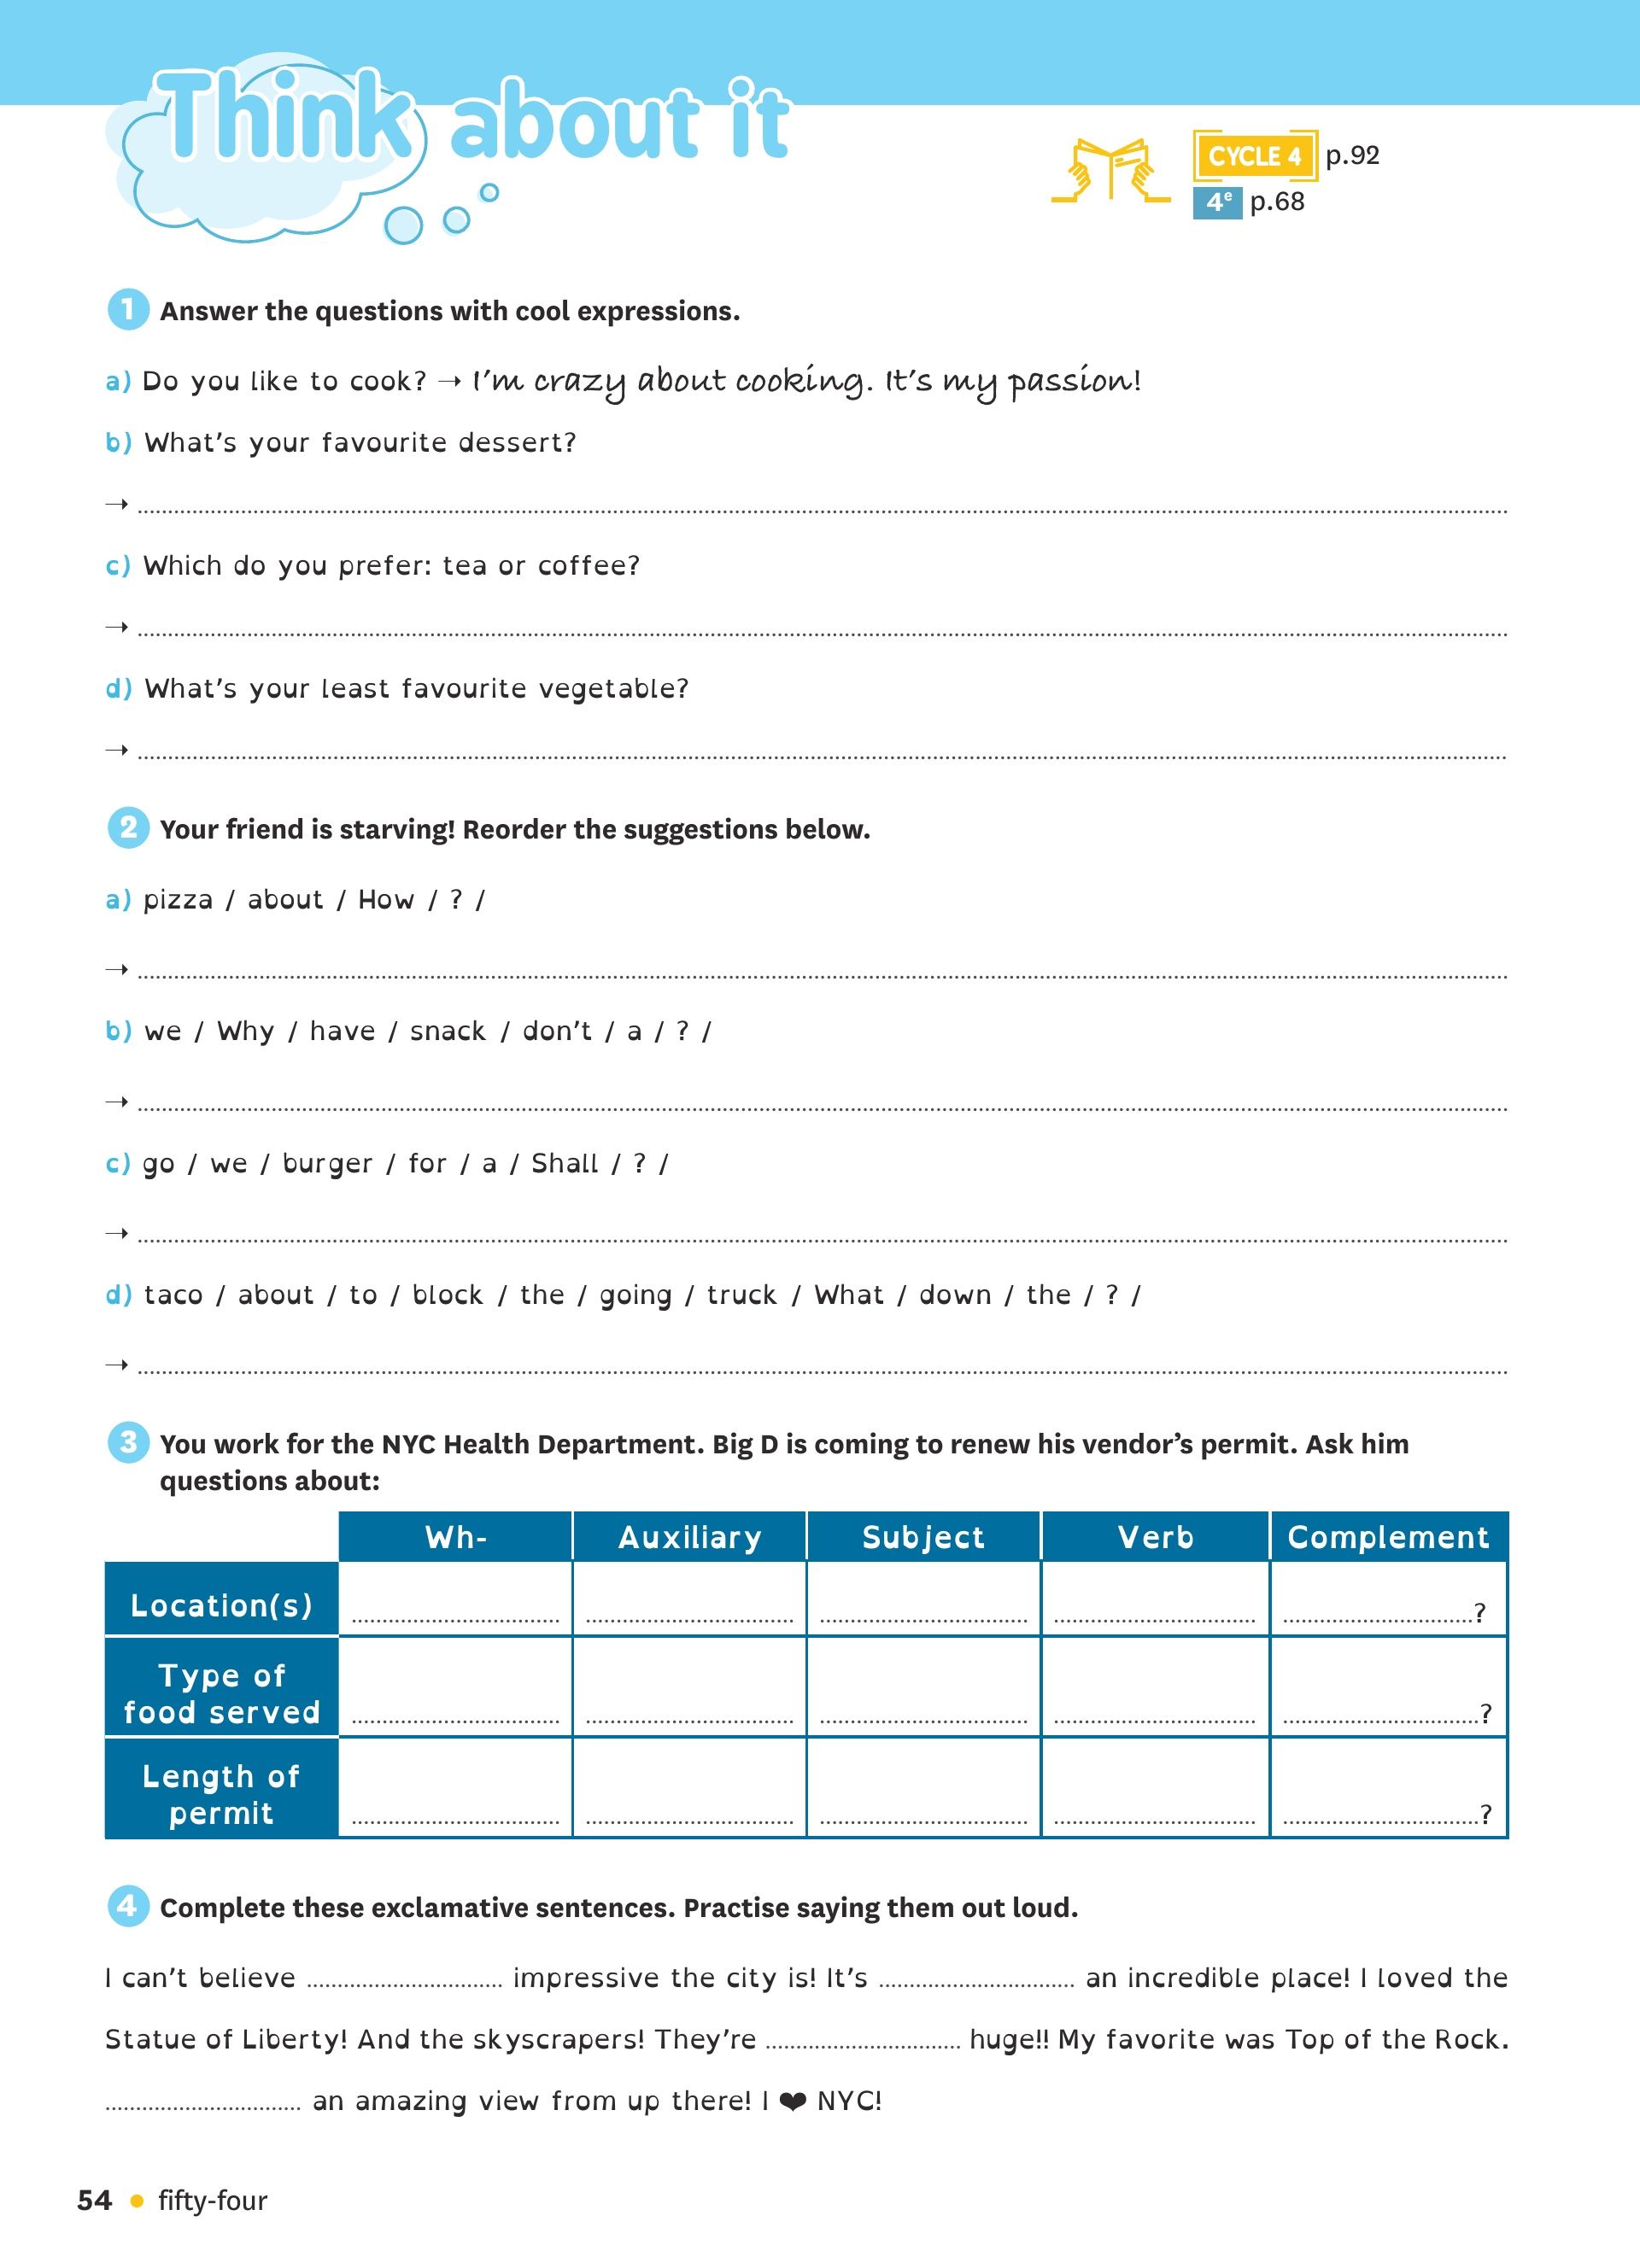 Think about it
CYCLE 4 p.92
4e p.68
1 Answer the questions with cool expressions.
a) Do you like to cook? → I'm crazy about cooking. It's my passion!
b) What's your favourite dessert?
→
c) Which do you prefer: tea or coffee?
→
d) What's your least favourite vegetable?
→
2 Your friend is starving! Reorder the suggestions below.
a) pizza / about / How / ? /
→
b) we / Why / have / snack / don't / a / ? /
→
c) go / we / burger / for / a / Shall / ? /
→
d) taco / about / to / block / the / going / truck / What / down / the / ? /
→
3 You work for the NYC Health Department. Big D is coming to renew his vendor's permit. Ask him
questions about:
Wh- Auxiliary Subject Verb Complement
Location(s) ?
Type of
food served ?
Length of
permit ?
4 Complete these exclamative sentences. Practise saying them out loud.
I can't believe ................ impressive the city is! It's ................ an incredible place! I loved the
Statue of Liberty! And the skyscrapers! They're ................ huge!! My favorite was Top of the Rock.
................ an amazing view from up there! I ❤ NYC!
54 • fifty-four